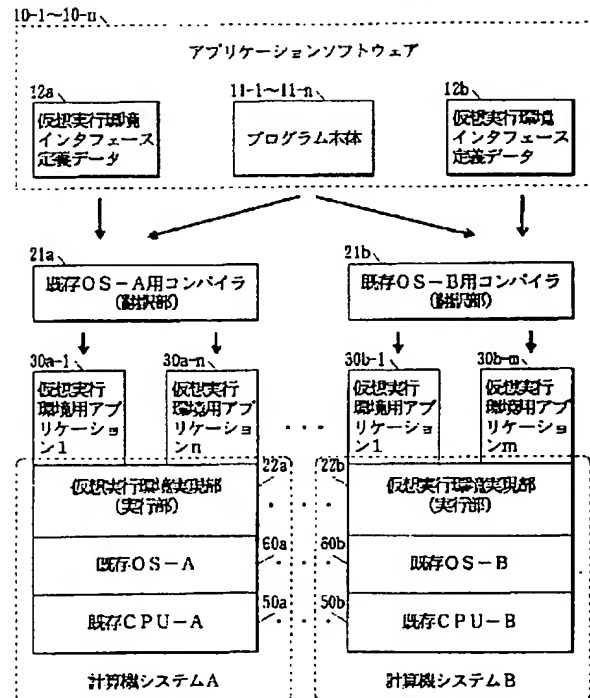 10-1～10-n
アプリケーションソフトウェア
12a
11-1～11-n
12b
仮想実行環境
インタフェース
定義データ
プログラム本体
仮想実行環境
インタフェース
定義データ
21a
21b
既存OS－A用コンパイラ
(翻訳部)
既存OS－B用コンパイラ
(翻訳部)
30a-1
30a-n
30b-1
30b-m
仮想実行
環境用アプ
リケーショ
ン1
仮想実行
環境用アプ
リケーショ
ンn
・・・
仮想実行
環境用アプ
リケーショ
ン1
仮想実行
環境用アプ
リケーショ
ンm
22a
22b
仮想実行環境実現部
(実行部)
・・・
仮想実行環境実現部
(実行部)
60a
60b
既存OS－A
・・・
既存OS－B
50a
50b
既存CPU－A
・・・
既存CPU－B
計算機システムA
計算機システムB